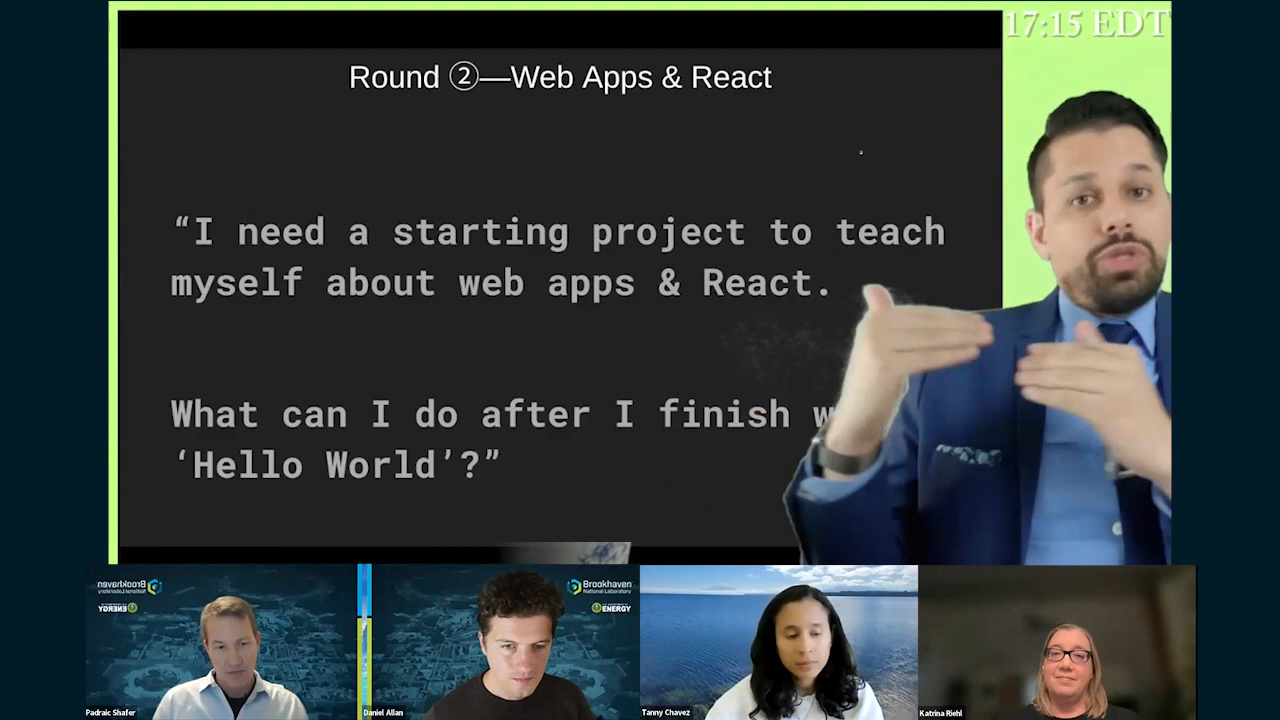 17:15 EDT
Round ②—Web Apps & React
“I need a starting project to teach
myself about web apps & React.
What can I do after I finish w
‘Hello World’?”
Brookhaven
National Laboratory
ENERGY
Brookhaven
National Laboratory
ENERGY
Padraic Shafer
Daniel Allan
Tanny Chavez
Katrina Riehl